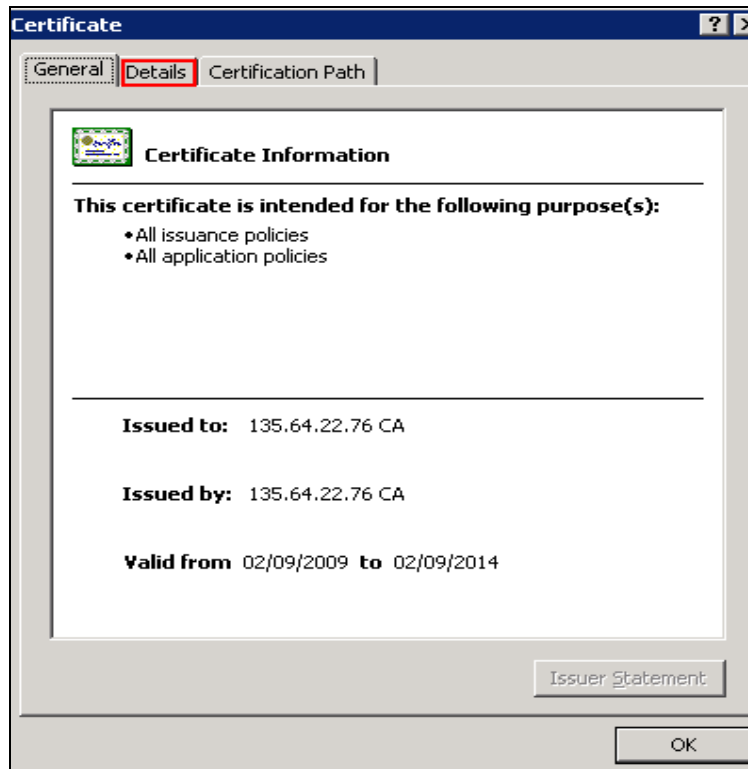 Certificate
General Details Certification Path
Certificate Information
This certificate is intended for the following purpose(s):
•All issuance policies
•All application policies
Issued to: 135.64.22.76 CA
Issued by: 135.64.22.76 CA
Valid from 02/09/2009 to 02/09/2014
Issuer Statement
OK